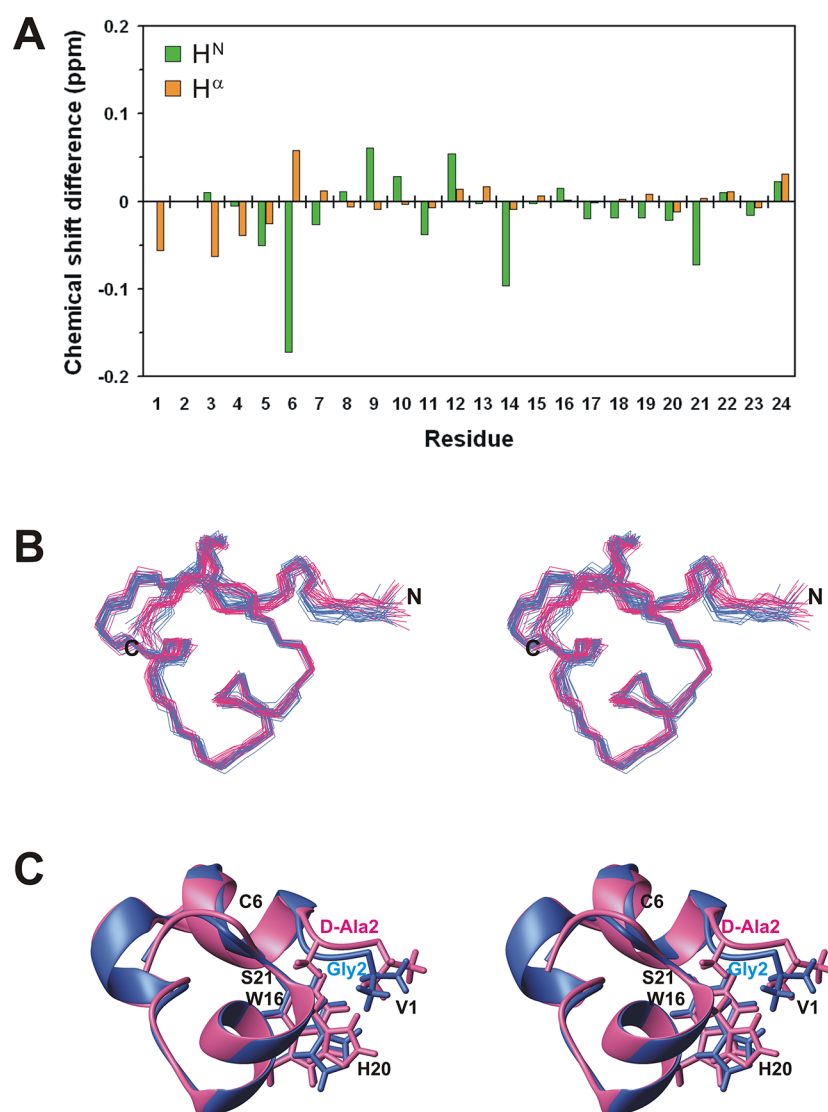 A
Chemical shift difference (ppm)
0.2
0.1
0
-0.1
-0.2
H^N
H^α
1 2 3 4 5 6 7 8 9 10 11 12 13 14 15 16 17 18 19 20 21 22 23 24
Residue
B
N N
C C
C
C6 C6
D-Ala2 D-Ala2
Gly2 Gly2
S21 S21
W16 W16
V1 V1
H20 H20